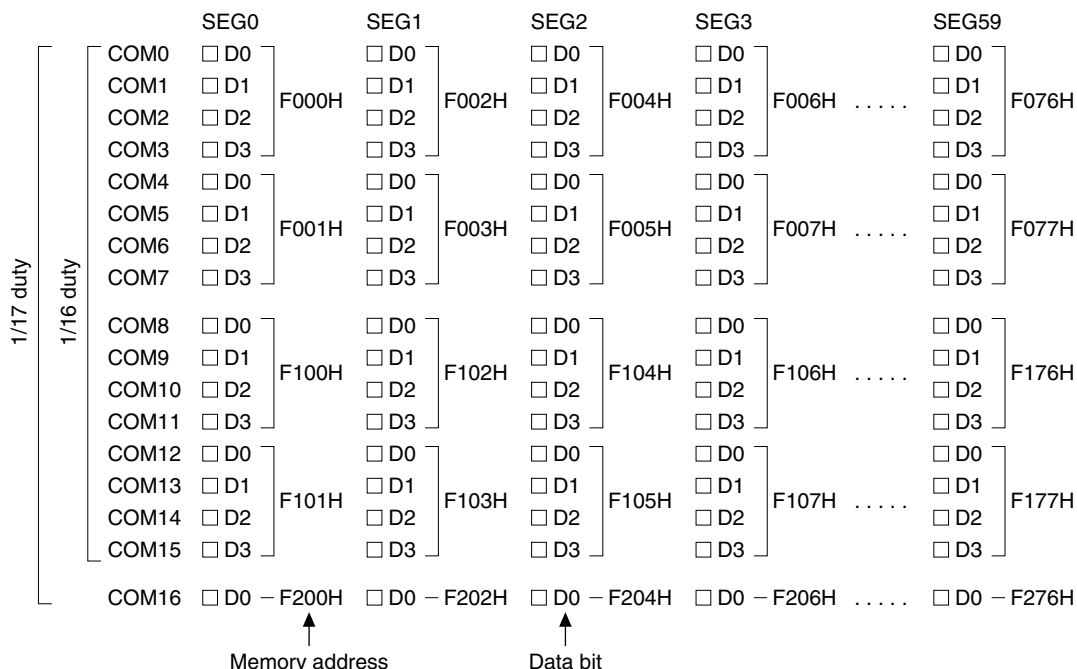 SEG0 SEG1 SEG2 SEG3 SEG59
COM0 D0 D0 D0 D0 D0
COM1 D1 D1 D1 D1 D1
F000H F002H F004H F006H ..... F076H
COM2 D2 D2 D2 D2 D2
COM3 D3 D3 D3 D3 D3
COM4 D0 D0 D0 D0 D0
COM5 D1 D1 D1 D1 D1
F001H F003H F005H F007H ..... F077H
COM6 D2 D2 D2 D2 D2
COM7 D3 D3 D3 D3 D3
1/17 duty
1/16 duty
COM8 D0 D0 D0 D0 D0
COM9 D1 D1 D1 D1 D1
F100H F102H F104H F106H ..... F176H
COM10 D2 D2 D2 D2 D2
COM11 D3 D3 D3 D3 D3
COM12 D0 D0 D0 D0 D0
COM13 D1 D1 D1 D1 D1
F101H F103H F105H F107H ..... F177H
COM14 D2 D2 D2 D2 D2
COM15 D3 D3 D3 D3 D3
COM16 D0 – F200H D0 – F202H D0 – F204H D0 – F206H ..... D0 – F276H
Memory address Data bit